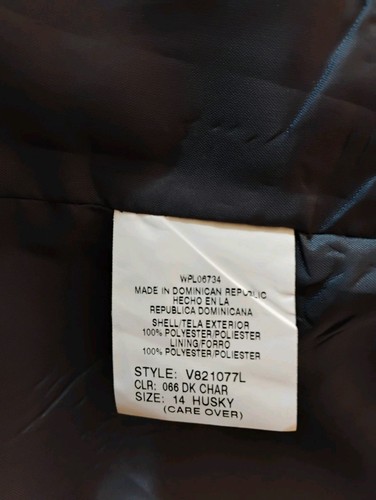 WPL06734
MADE IN DOMINICAN REPUBLIC
HECHO EN LA
REPUBLICA DOMINICANA
SHELL/TELA EXTERIOR
100% POLYESTER/POLIESTER
LINING/FORRO
100% POLYESTER/POLIESTER
STYLE: V821077L
CLR: 066 DK CHAR
SIZE: 14 HUSKY
(CARE OVER)